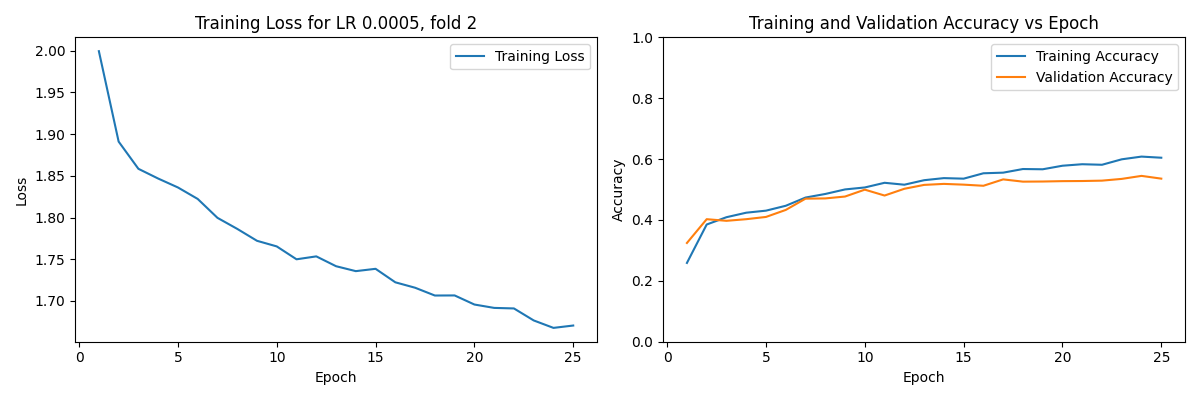 Training Loss for LR 0.0005, fold 2
Training Loss
2.00
1.95
1.90
1.85
1.80
1.75
1.70
Loss
0
5
10
15
20
25
Epoch
Training and Validation Accuracy vs Epoch
Training Accuracy
Validation Accuracy
1.0
0.8
0.6
0.4
0.2
0.0
Accuracy
0
5
10
15
20
25
Epoch